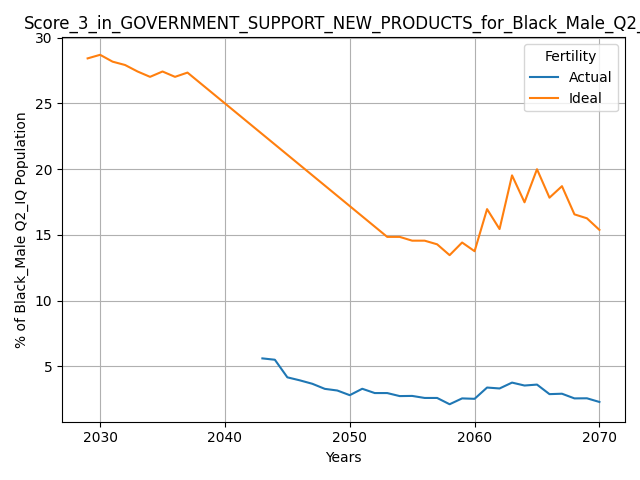 Score_3_in_GOVERNMENT_SUPPORT_NEW_PRODUCTS_for_Black_Male_Q2_
Fertility
Actual
Ideal
% of Black_Male Q2_IQ Population
30
25
20
15
10
5
2030 2040 2050 2060 2070
Years